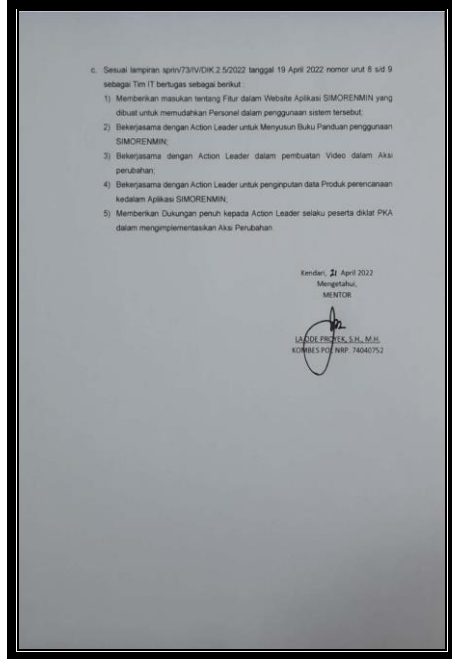 c. Sesuai lampiran sprin/73/IV/DIK.2.5/2022 tanggal 19 April 2022 nomor urut 8 s/d 9
sebagai Tim IT bertugas sebagai berikut :
1) Memberikan masukan tentang Fitur dalam Website Aplikasi SIMORENMIN yang
dibuat untuk memudahkan Personel dalam penggunaan sistem tersebut;
2) Bekerjasama dengan Action Leader untuk Menyusun Buku Panduan penggunaan
SIMORENMIN;
3) Bekerjasama dengan Action Leader dalam pembuatan Video dalam Aksi
perubahan;
4) Bekerjasama dengan Action Leader untuk penginputan data Produk perencanaan
kedalam Aplikasi SIMORENMIN;
5) Memberikan Dukungan penuh kepada Action Leader selaku peserta diklat PKA
dalam mengimplementasikan Aksi Perubahan
Kendari, 21 April 2022
Mengetahui,
MENTOR
LA ODE PROYEK, S.H., M.H.
KOMBES POL NRP. 74040752